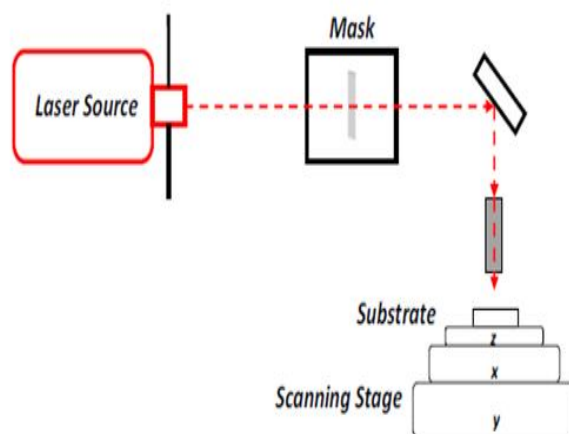 Mask
Laser Source
Substrate
z
x
Scanning Stage
y